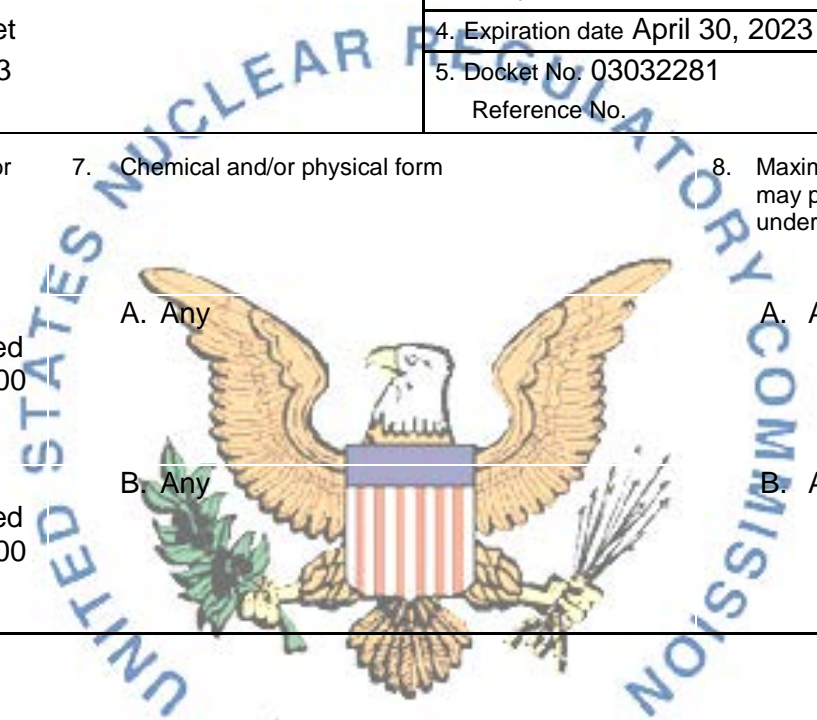 et
4. Expiration date April 30, 2023
3
5. Docket No. 03032281
Reference No.
or
7. Chemical and/or physical form
8. Maxin
may p
under
A. Any
A. A
ed
00
B. Any
B. A
ed
00
UNITED STATES NUCLEAR REGULATORY COMMISSION